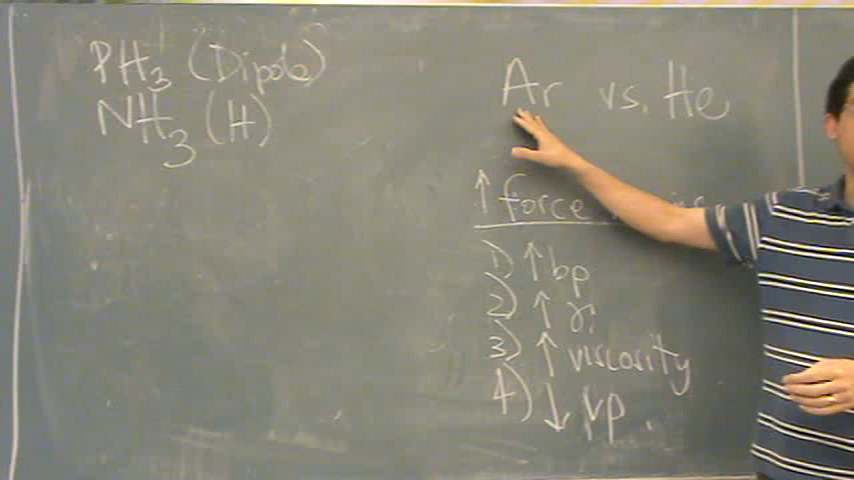 PH3 (Dipole)
NH3 (H)
Ar vs. He
↑ force
1) ↑ bp
2) ↑ γ
3) ↑ viscosity
4) ↓ vp